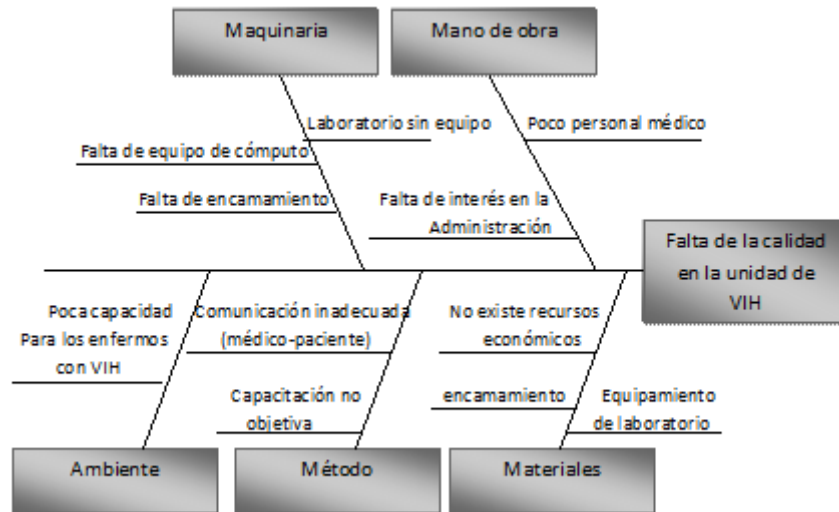 Maquinaria
Mano de obra
Laboratorio sin equipo
Poco personal médico
Falta de equipo de cómputo
Falta de encamamiento
Falta de interés en la
Administración
Falta de la calidad
en la unidad de
VIH
Poca capacidad
Para los enfermos
con VIH
Comunicación inadecuada
(médico-paciente)
No existe recursos
económicos
Capacitación no
objetiva
encamamiento
Equipamiento
de laboratorio
Ambiente
Método
Materiales